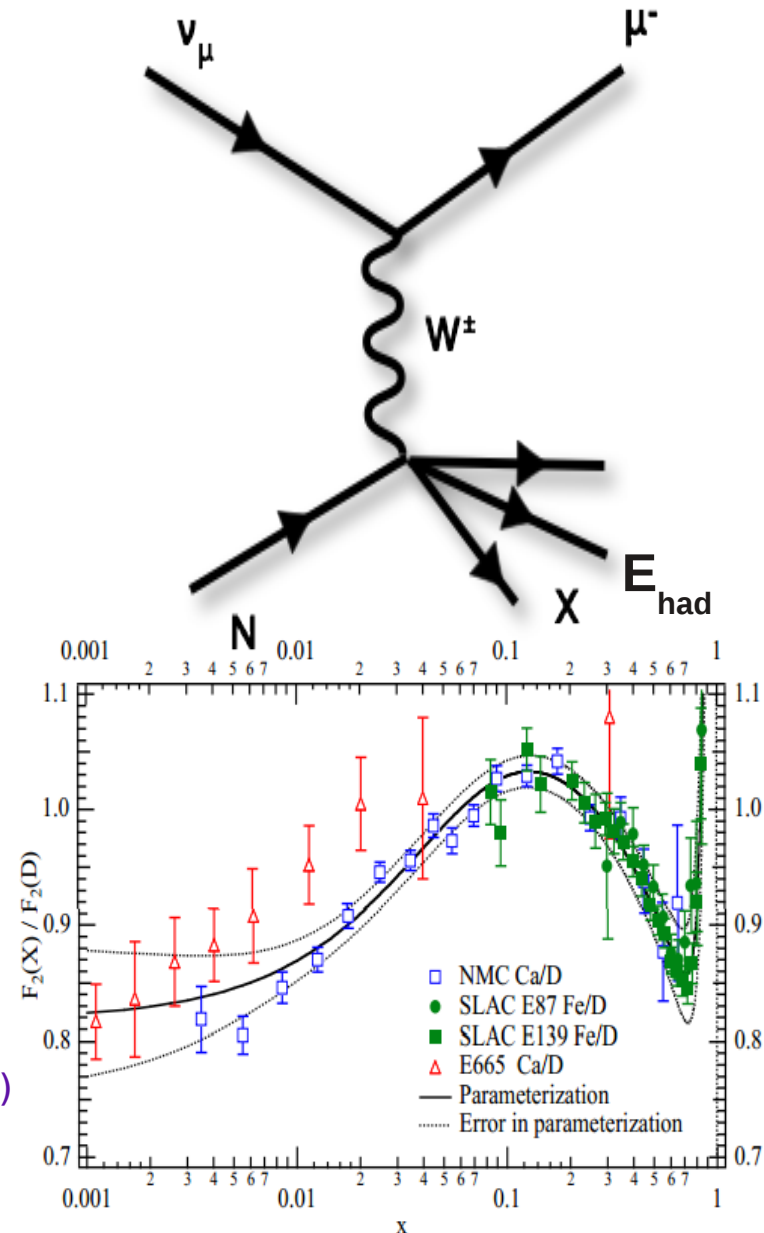 ν_μ μ⁻
W±
N X E_had
0.001 2 3 4 5 6 7 0.01 2 3 4 5 6 7 0.1 2 3 4 5 6 7 1
1.1 1.1
1.0 1.0
0.9 0.9
0.8 0.8
0.7 0.7
F₂(X) / F₂(D)
NMC Ca/D
SLAC E87 Fe/D
SLAC E139 Fe/D
E665 Ca/D
Parameterization
Error in parameterization
)
0.001 2 3 4 5 6 7 0.01 2 3 4 5 6 7 0.1 2 3 4 5 6 7 1
x